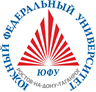 ЮЖНЫЙ ФЕДЕРАЛЬНЫЙ УНИВЕРСИТЕТ
ЮФУ
РОСТОВ-НА-ДОНУ-ТАГАНРОГ